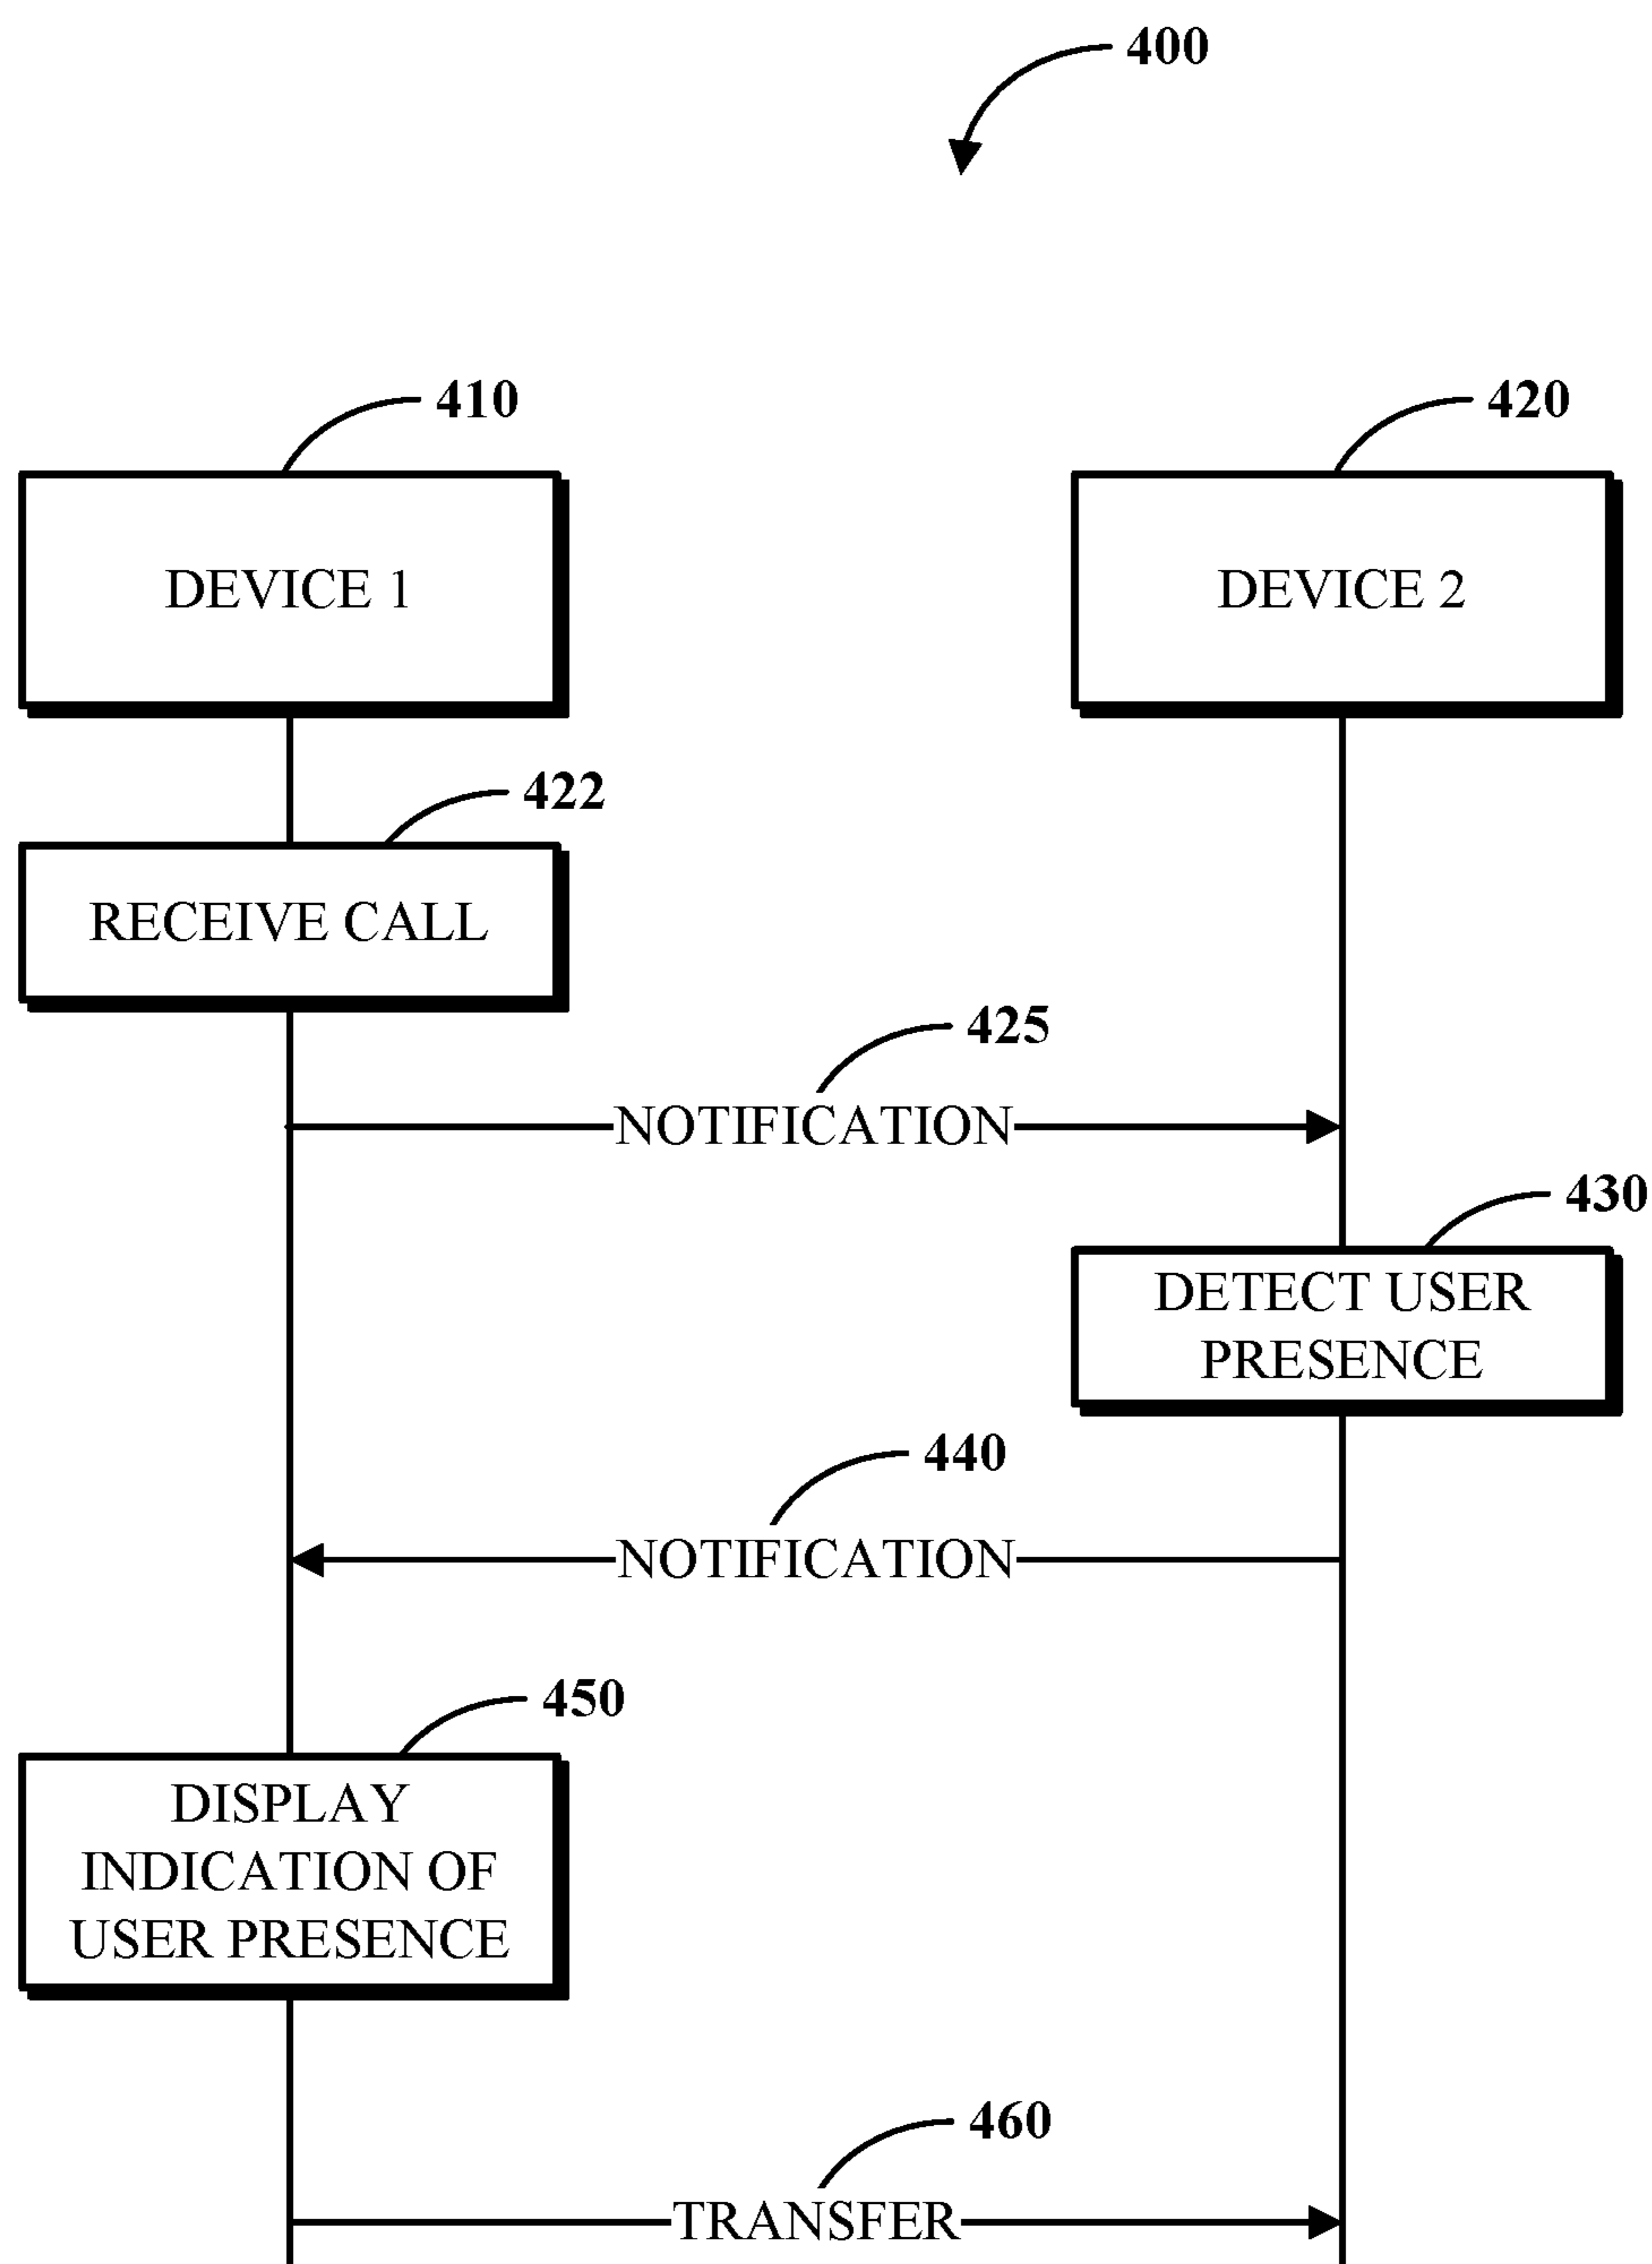 400
410
420
DEVICE 1
DEVICE 2
422
RECEIVE CALL
425
NOTIFICATION
430
DETECT USER
PRESENCE
440
NOTIFICATION
450
DISPLAY
INDICATION OF
USER PRESENCE
460
TRANSFER